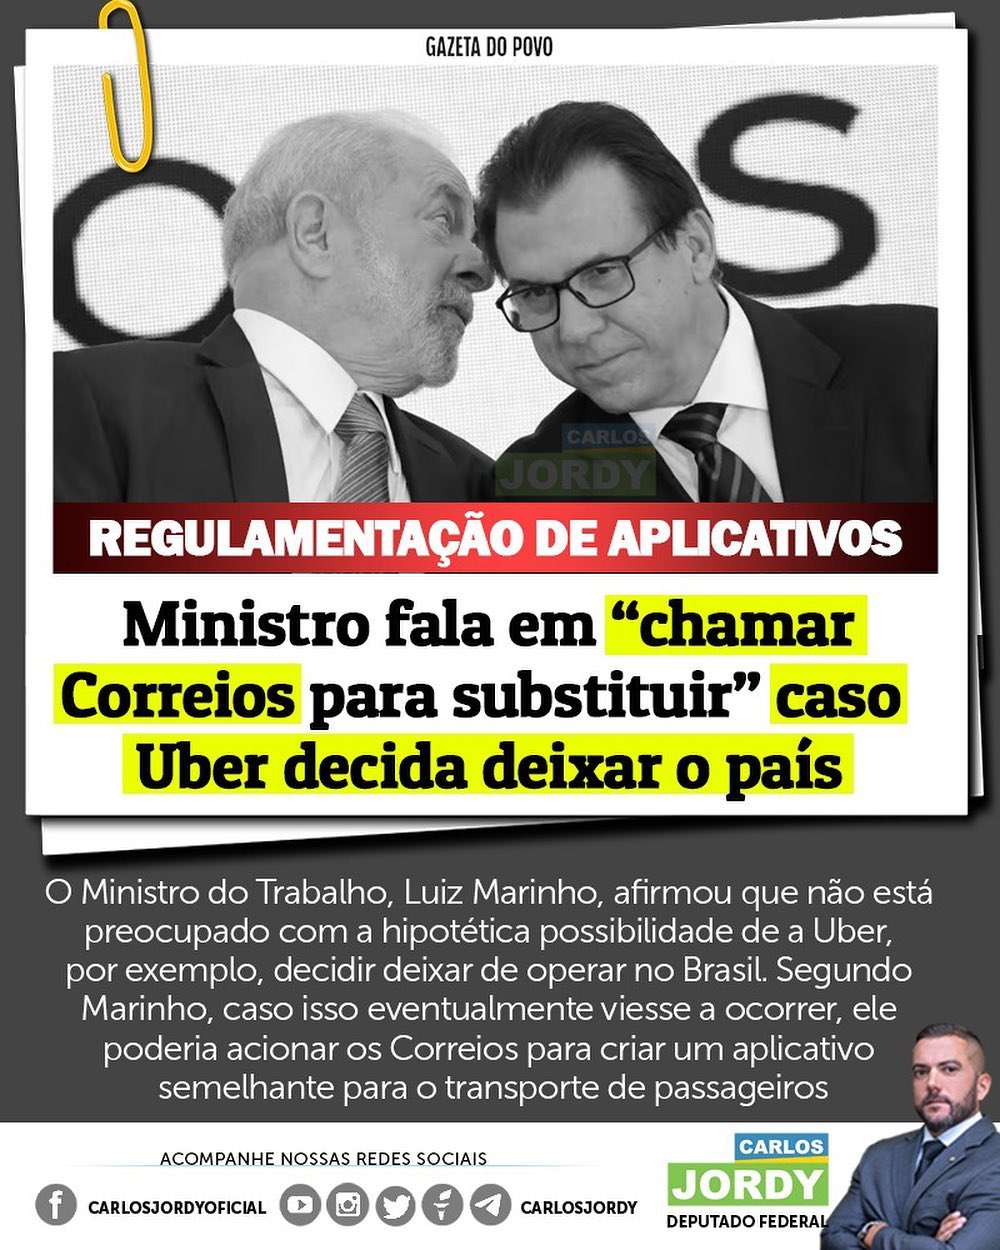 GAZETA DO POVO
O S
CARLOS
JORDY
REGULAMENTAÇÃO DE APLICATIVOS
Ministro fala em “chamar
Correios para substituir” caso
Uber decida deixar o país
O Ministro do Trabalho, Luiz Marinho, afirmou que não está
preocupado com a hipotética possibilidade de a Uber,
por exemplo, decidir deixar de operar no Brasil. Segundo
Marinho, caso isso eventualmente viesse a ocorrer, ele
poderia acionar os Correios para criar um aplicativo
semelhante para o transporte de passageiros
ACOMPANHE NOSSAS REDES SOCIAIS
CARLOSJORDYOFICIAL
CARLOSJORDY
CARLOS
JORDY
DEPUTADO FEDERAL